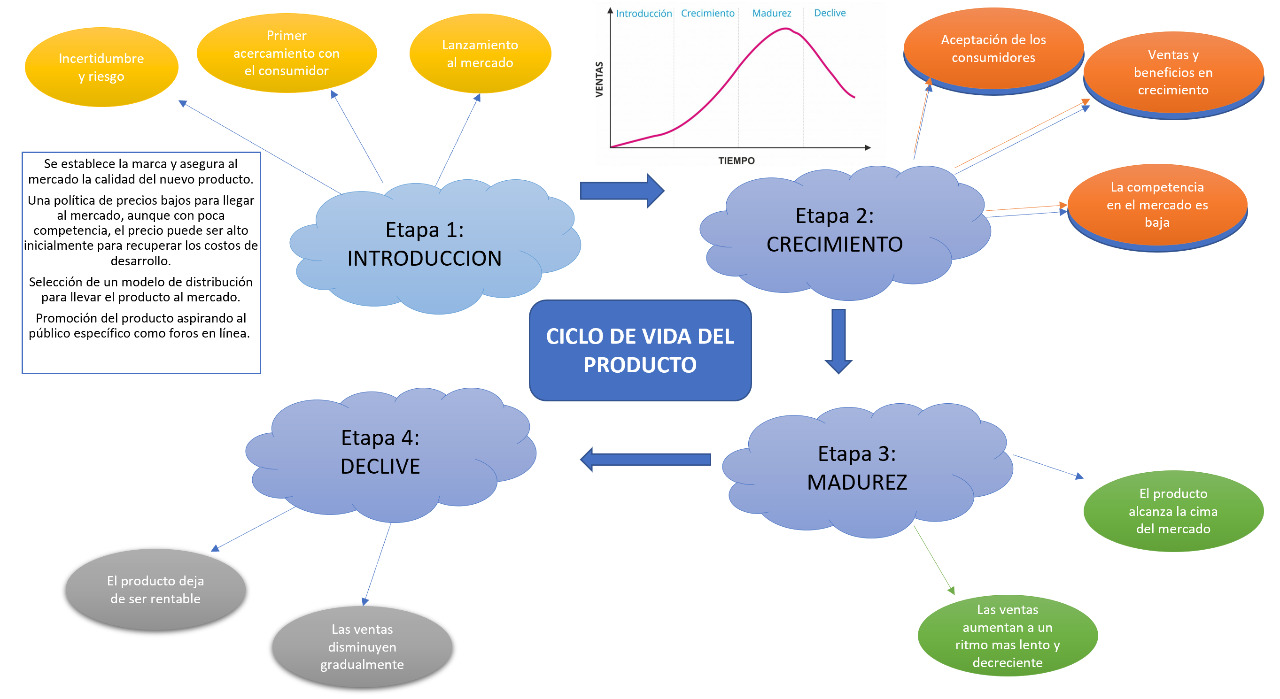 Incertidumbre
y riesgo
Primer
acercamiento con
el consumidor
Lanzamiento
al mercado
Introducción
Crecimiento
Madurez
Declive
VENTAS
TIEMPO
Aceptación de los
consumidores
Ventas y
beneficios en
crecimiento
La competencia
en el mercado es
baja
Se establece la marca y asegura al
mercado la calidad del nuevo producto.
Una política de precios bajos para llegar
al mercado, aunque con poca
competencia, el precio puede ser alto
inicialmente para recuperar los costos de
desarrollo.
Selección de un modelo de distribución
para llevar el producto al mercado.
Promoción del producto aspirando al
público específico como foros en línea.
Etapa 1:
INTRODUCCION
Etapa 2:
CRECIMIENTO
CICLO DE VIDA DEL
PRODUCTO
Etapa 4:
DECLIVE
Etapa 3:
MADUREZ
El producto
alcanza la cima
del mercado
Las ventas
aumentan a un
ritmo mas lento y
decreciente
El producto deja
de ser rentable
Las ventas
disminuyen
gradualmente